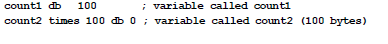 count1 db   100       ; variable called count1
count2 times 100 db 0 ; variable called count2 (100 bytes)